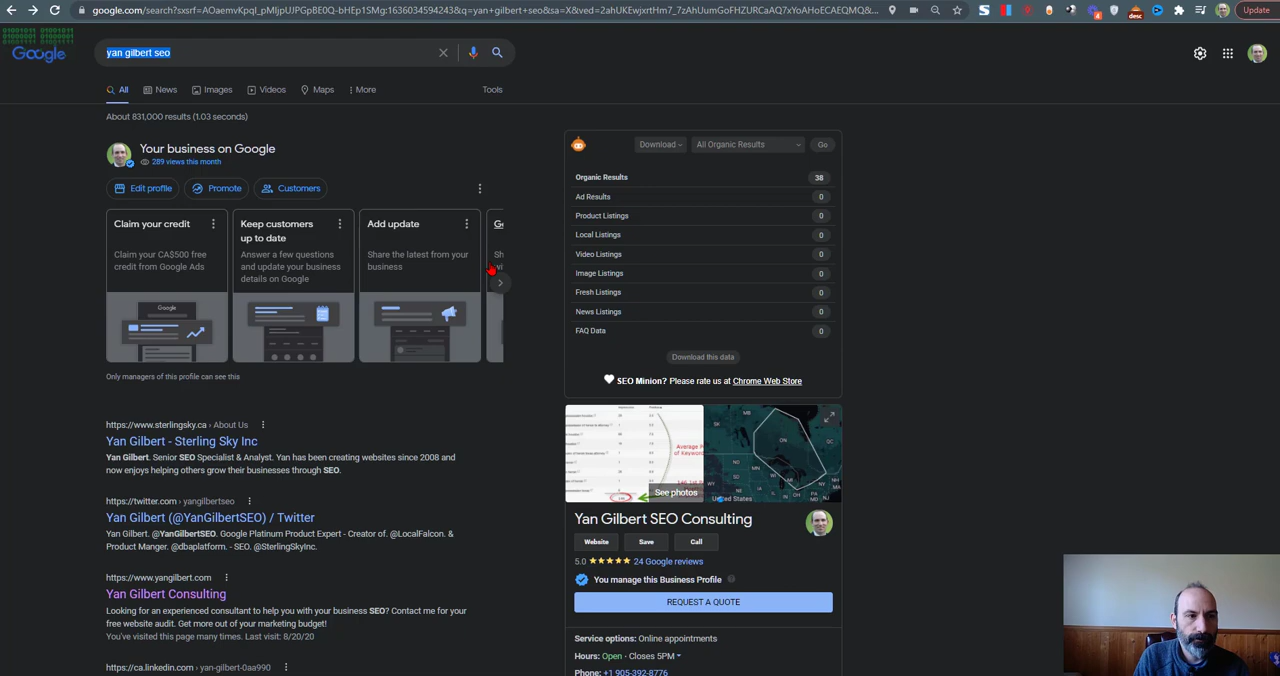 google.com/search?sxsrf=AOaemvKpqI_pMIjpUJPGpBE0Q-bHEp1SMg:1636034594243&q=yan+gilbert+seo&sa=X&ved=2ahUKEwjxrtHm7_7zAhUemGoFHZURCaAQ7xYoAHoECAEQMQ&...
desc
Update
Google
yan gilbert seo
All
News
Images
Videos
Maps
More
Tools
About 831,000 results (1.03 seconds)
Your business on Google
289 views this month
Edit profile
Promote
Customers
Claim your credit
Claim your CA$500 free
credit from Google Ads
Google
Keep customers
up to date
Answer a few questions
and update your business
details on Google
Add update
Share the latest from your
business
Only managers of this profile can see this
https://www.sterlingsky.ca › About Us
Yan Gilbert - Sterling Sky Inc
Yan Gilbert. Senior SEO Specialist & Analyst. Yan has been creating websites since 2008 and
now enjoys helping others grow their businesses through SEO.
https://twitter.com › yangilbertseo
Yan Gilbert (@YanGilbertSEO) / Twitter
Yan Gilbert. @YanGilbertSEO. Google Platinum Product Expert - Creator of. @LocalFalcon. &
Product Manger. @dbaplatform. - SEO. @SterlingSkyInc.
https://www.yangilbert.com
Yan Gilbert Consulting
Looking for an experienced consultant to help you with your business SEO? Contact me for your
free website audit. Get more out of your marketing budget!
You've visited this page many times. Last visit: 8/20/20
https://ca.linkedin.com › yan-gilbert-0aa990
Download
All Organic Results
Go
Organic Results 38
Ad Results 0
Product Listings 0
Local Listings 0
Video Listings 0
Image Listings 0
Fresh Listings 0
News Listings 0
FAQ Data 0
Download this data
SEO Minion? Please rate us at Chrome Web Store
Average P
of Keyword
See photos
United States
Yan Gilbert SEO Consulting
Website
Save
Call
5.0 24 Google reviews
You manage this Business Profile
REQUEST A QUOTE
Service options: Online appointments
Hours: Open · Closes 5PM
Phone: +1 905-392-8776